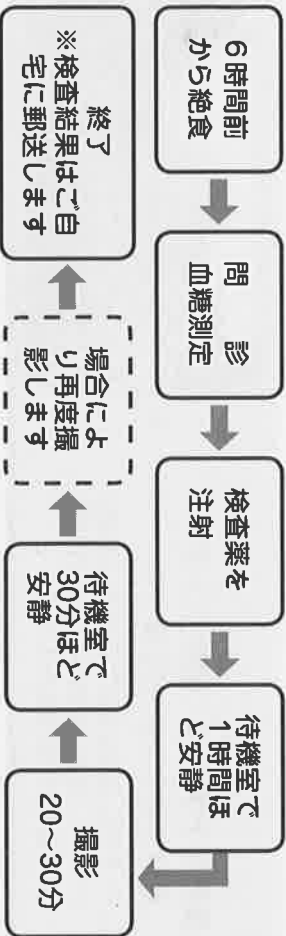 6時間前
から絶食
問　診
血糖測定
検査薬を
注射
待機室で
1時間ほ
ど安静
撮影
20～30分
待機室で
30分ほど
安静
場合によ
り再度撮
影します
終了
※検査結果はご自
宅に郵送します